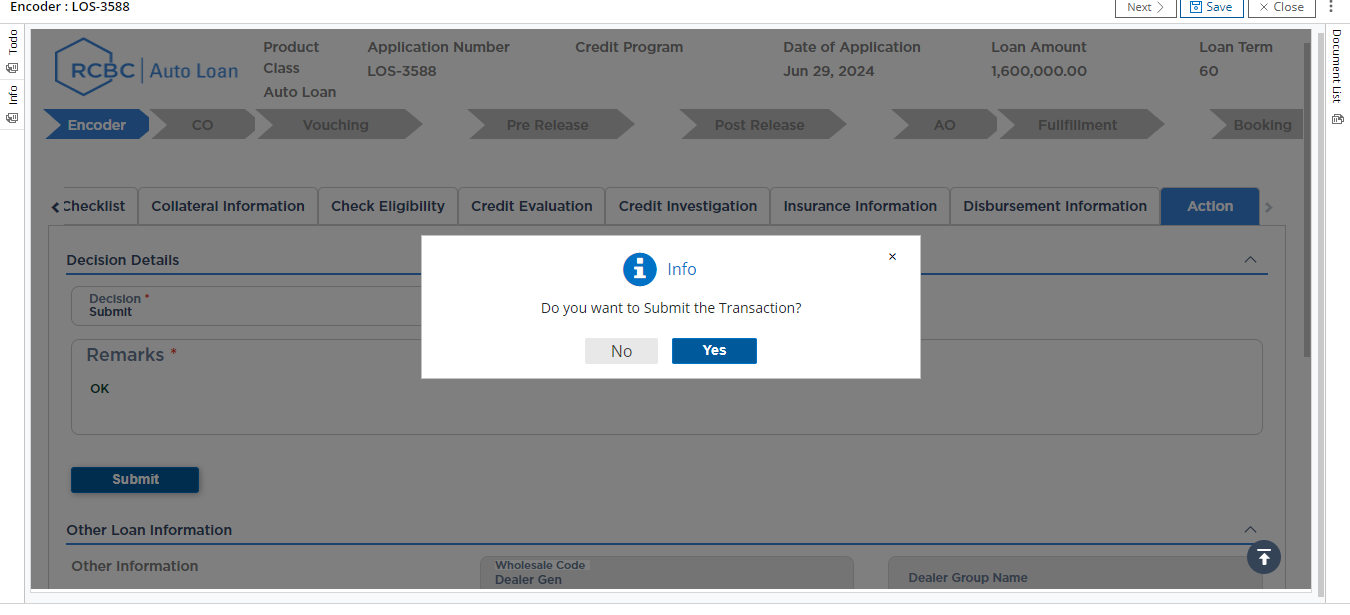 Encoder : LOS-3588
Next
Save
Close
Todo
Info
Document List
RCBC Auto Loan
Product Class
Auto Loan
Application Number
LOS-3588
Credit Program
Date of Application
Jun 29, 2024
Loan Amount
1,600,000.00
Loan Term
60
Encoder
CO
Vouching
Pre Release
Post Release
AO
Fullfillment
Booking
Checklist
Collateral Information
Check Eligibility
Credit Evaluation
Credit Investigation
Insurance Information
Disbursement Information
Action
Decision Details
Decision *
Submit
Remarks *
OK
Info
Do you want to Submit the Transaction?
No
Yes
Submit
Other Loan Information
Other Information
Wholesale Code
Dealer Gen
Dealer Group Name